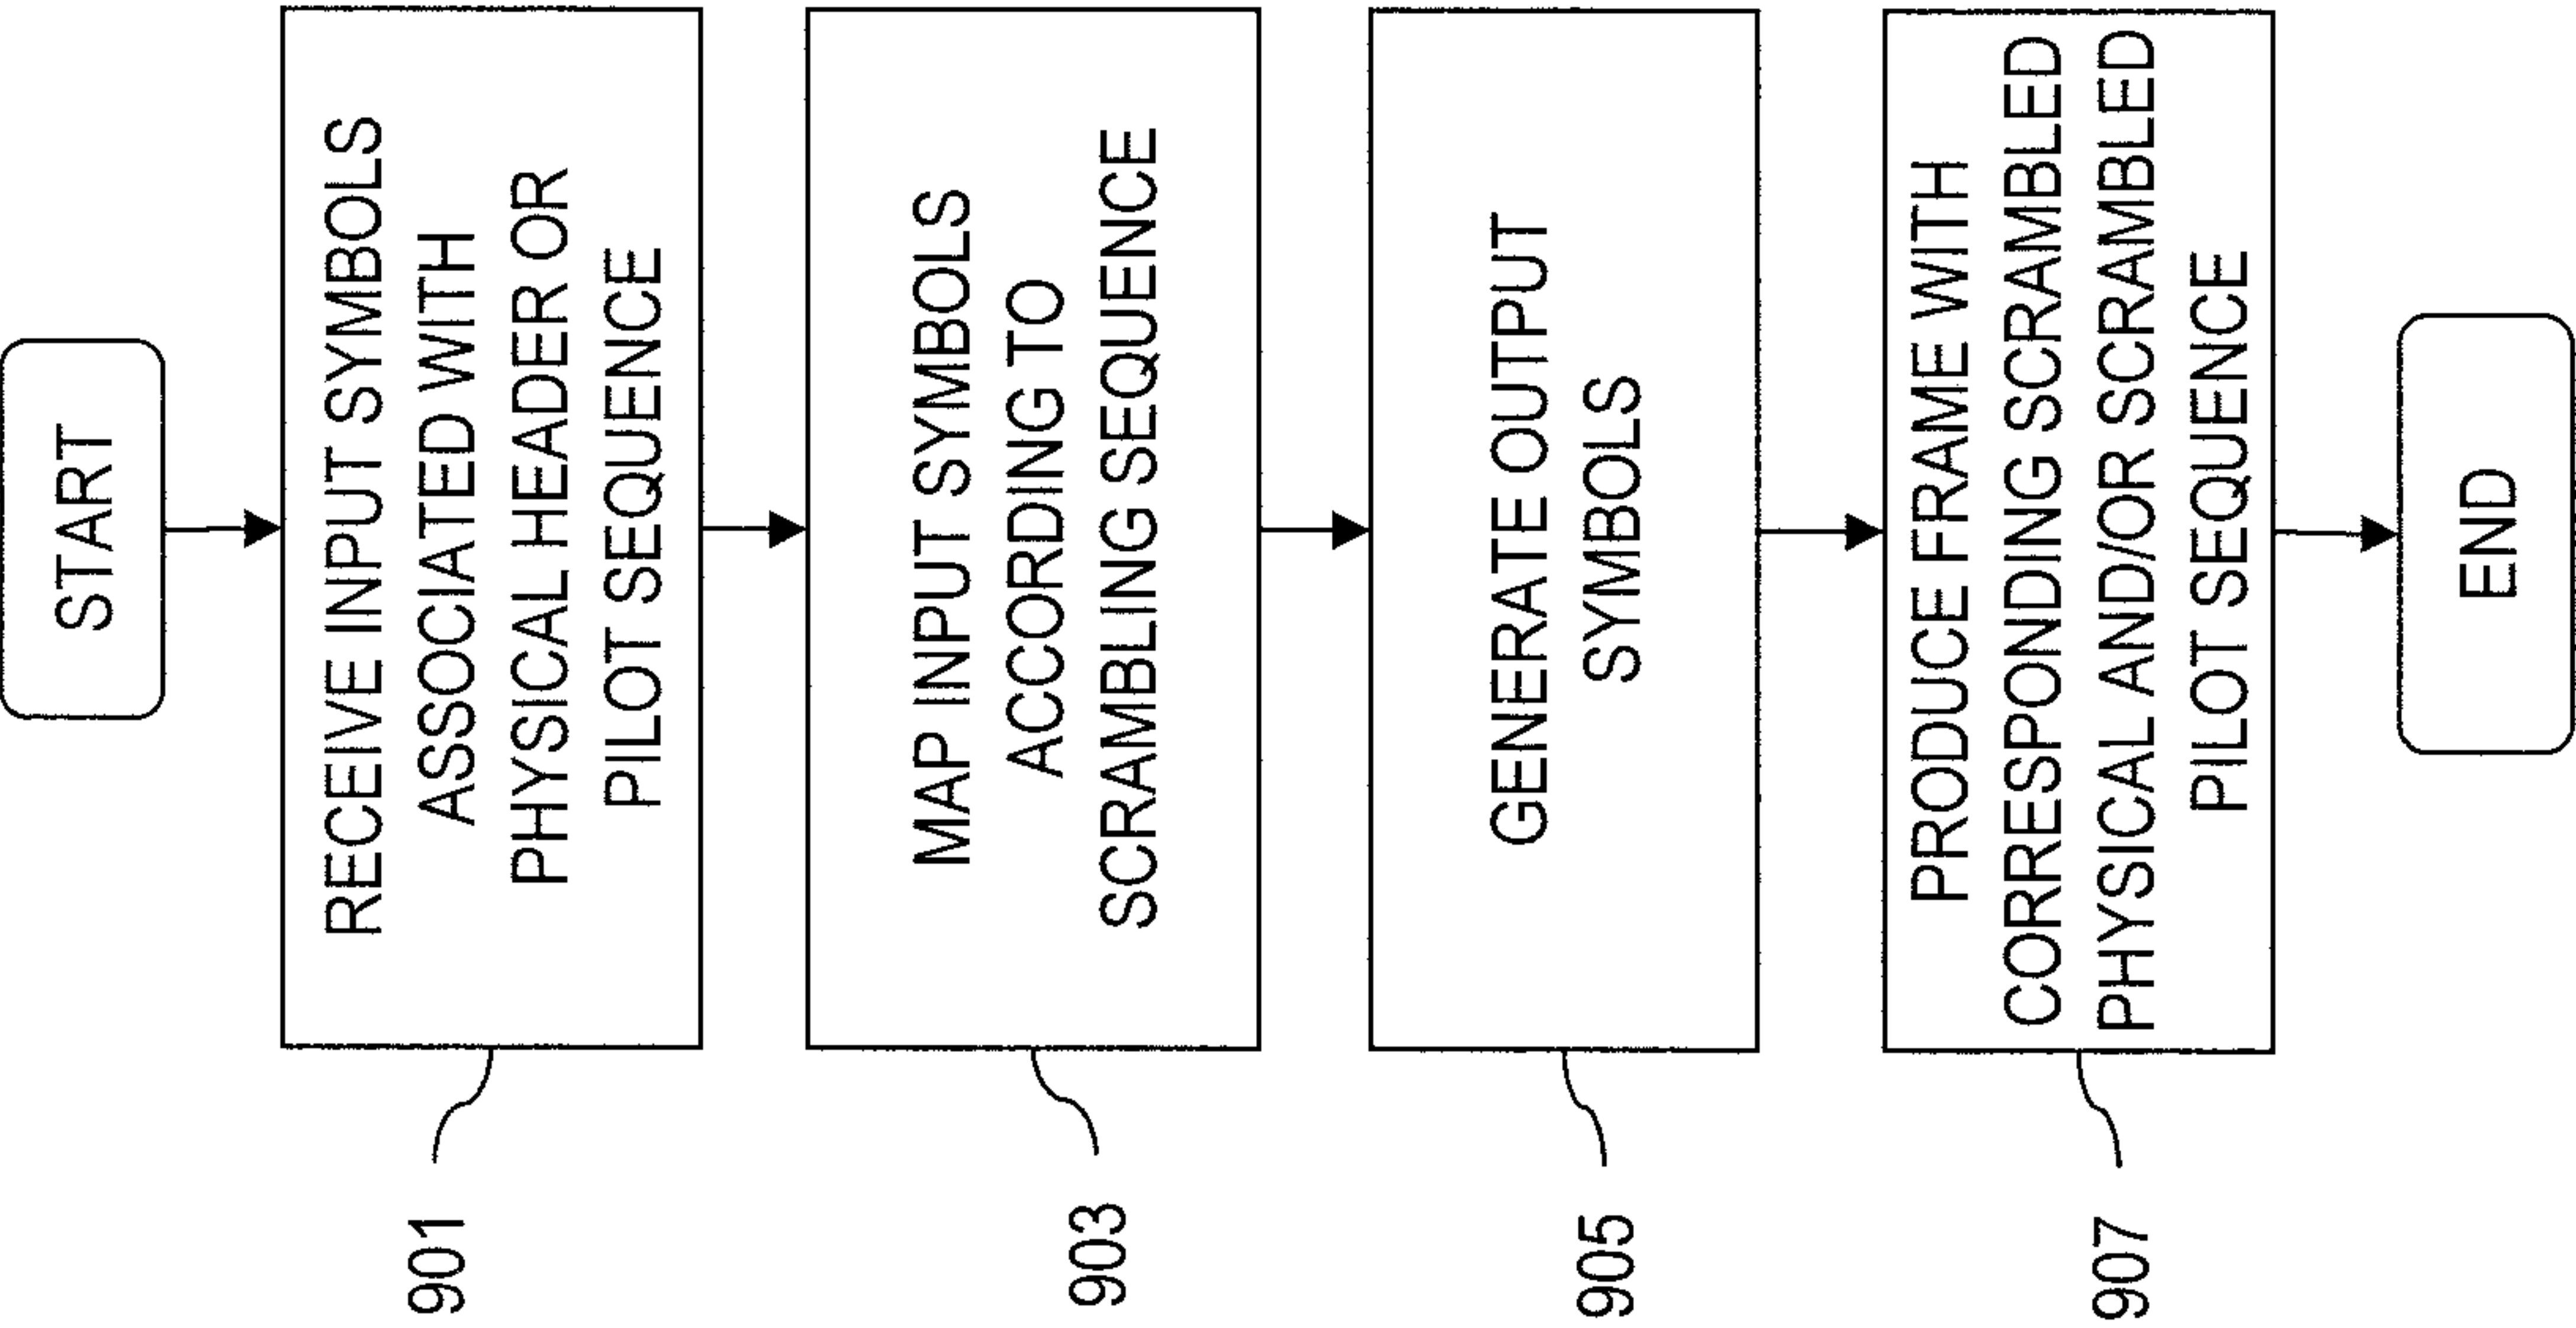 START
RECEIVE INPUT SYMBOLS
ASSOCIATED WITH
PHYSICAL HEADER OR
PILOT SEQUENCE
901
MAP INPUT SYMBOLS
ACCORDING TO
SCRAMBLING SEQUENCE
903
GENERATE OUTPUT
SYMBOLS
905
PRODUCE FRAME WITH
CORRESPONDING SCRAMBLED
PHYSICAL AND/OR SCRAMBLED
PILOT SEQUENCE
907
END